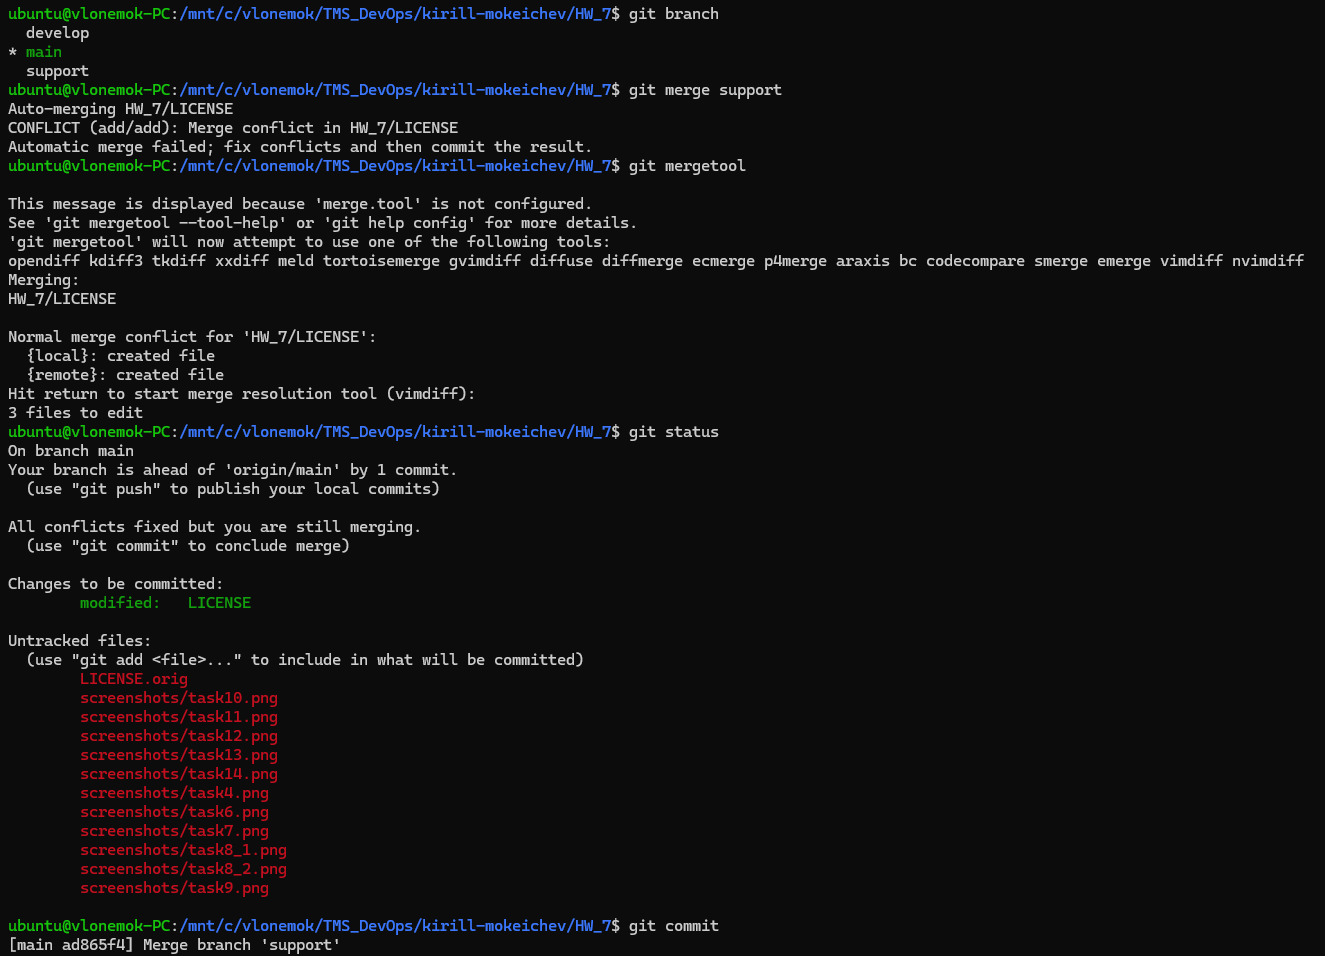 ubuntu@vlonemok-PC:/mnt/c/vlonemok/TMS_DevOps/kirill-mokeichev/HW_7$ git branch
  develop
* main
  support
ubuntu@vlonemok-PC:/mnt/c/vlonemok/TMS_DevOps/kirill-mokeichev/HW_7$ git merge support
Auto-merging HW_7/LICENSE
CONFLICT (add/add): Merge conflict in HW_7/LICENSE
Automatic merge failed; fix conflicts and then commit the result.
ubuntu@vlonemok-PC:/mnt/c/vlonemok/TMS_DevOps/kirill-mokeichev/HW_7$ git mergetool

This message is displayed because 'merge.tool' is not configured.
See 'git mergetool --tool-help' or 'git help config' for more details.
'git mergetool' will now attempt to use one of the following tools:
opendiff kdiff3 tkdiff xxdiff meld tortoisemerge gvimdiff diffuse diffmerge ecmerge p4merge araxis bc codecompare smerge emerge vimdiff nvimdiff
Merging:
HW_7/LICENSE

Normal merge conflict for 'HW_7/LICENSE':
  {local}: created file
  {remote}: created file
Hit return to start merge resolution tool (vimdiff):
3 files to edit
ubuntu@vlonemok-PC:/mnt/c/vlonemok/TMS_DevOps/kirill-mokeichev/HW_7$ git status
On branch main
Your branch is ahead of 'origin/main' by 1 commit.
  (use "git push" to publish your local commits)

All conflicts fixed but you are still merging.
  (use "git commit" to conclude merge)

Changes to be committed:
        modified:   LICENSE

Untracked files:
  (use "git add <file>..." to include in what will be committed)
        LICENSE.orig
        screenshots/task10.png
        screenshots/task11.png
        screenshots/task12.png
        screenshots/task13.png
        screenshots/task14.png
        screenshots/task4.png
        screenshots/task6.png
        screenshots/task7.png
        screenshots/task8_1.png
        screenshots/task8_2.png
        screenshots/task9.png

ubuntu@vlonemok-PC:/mnt/c/vlonemok/TMS_DevOps/kirill-mokeichev/HW_7$ git commit
[main ad865f4] Merge branch 'support'